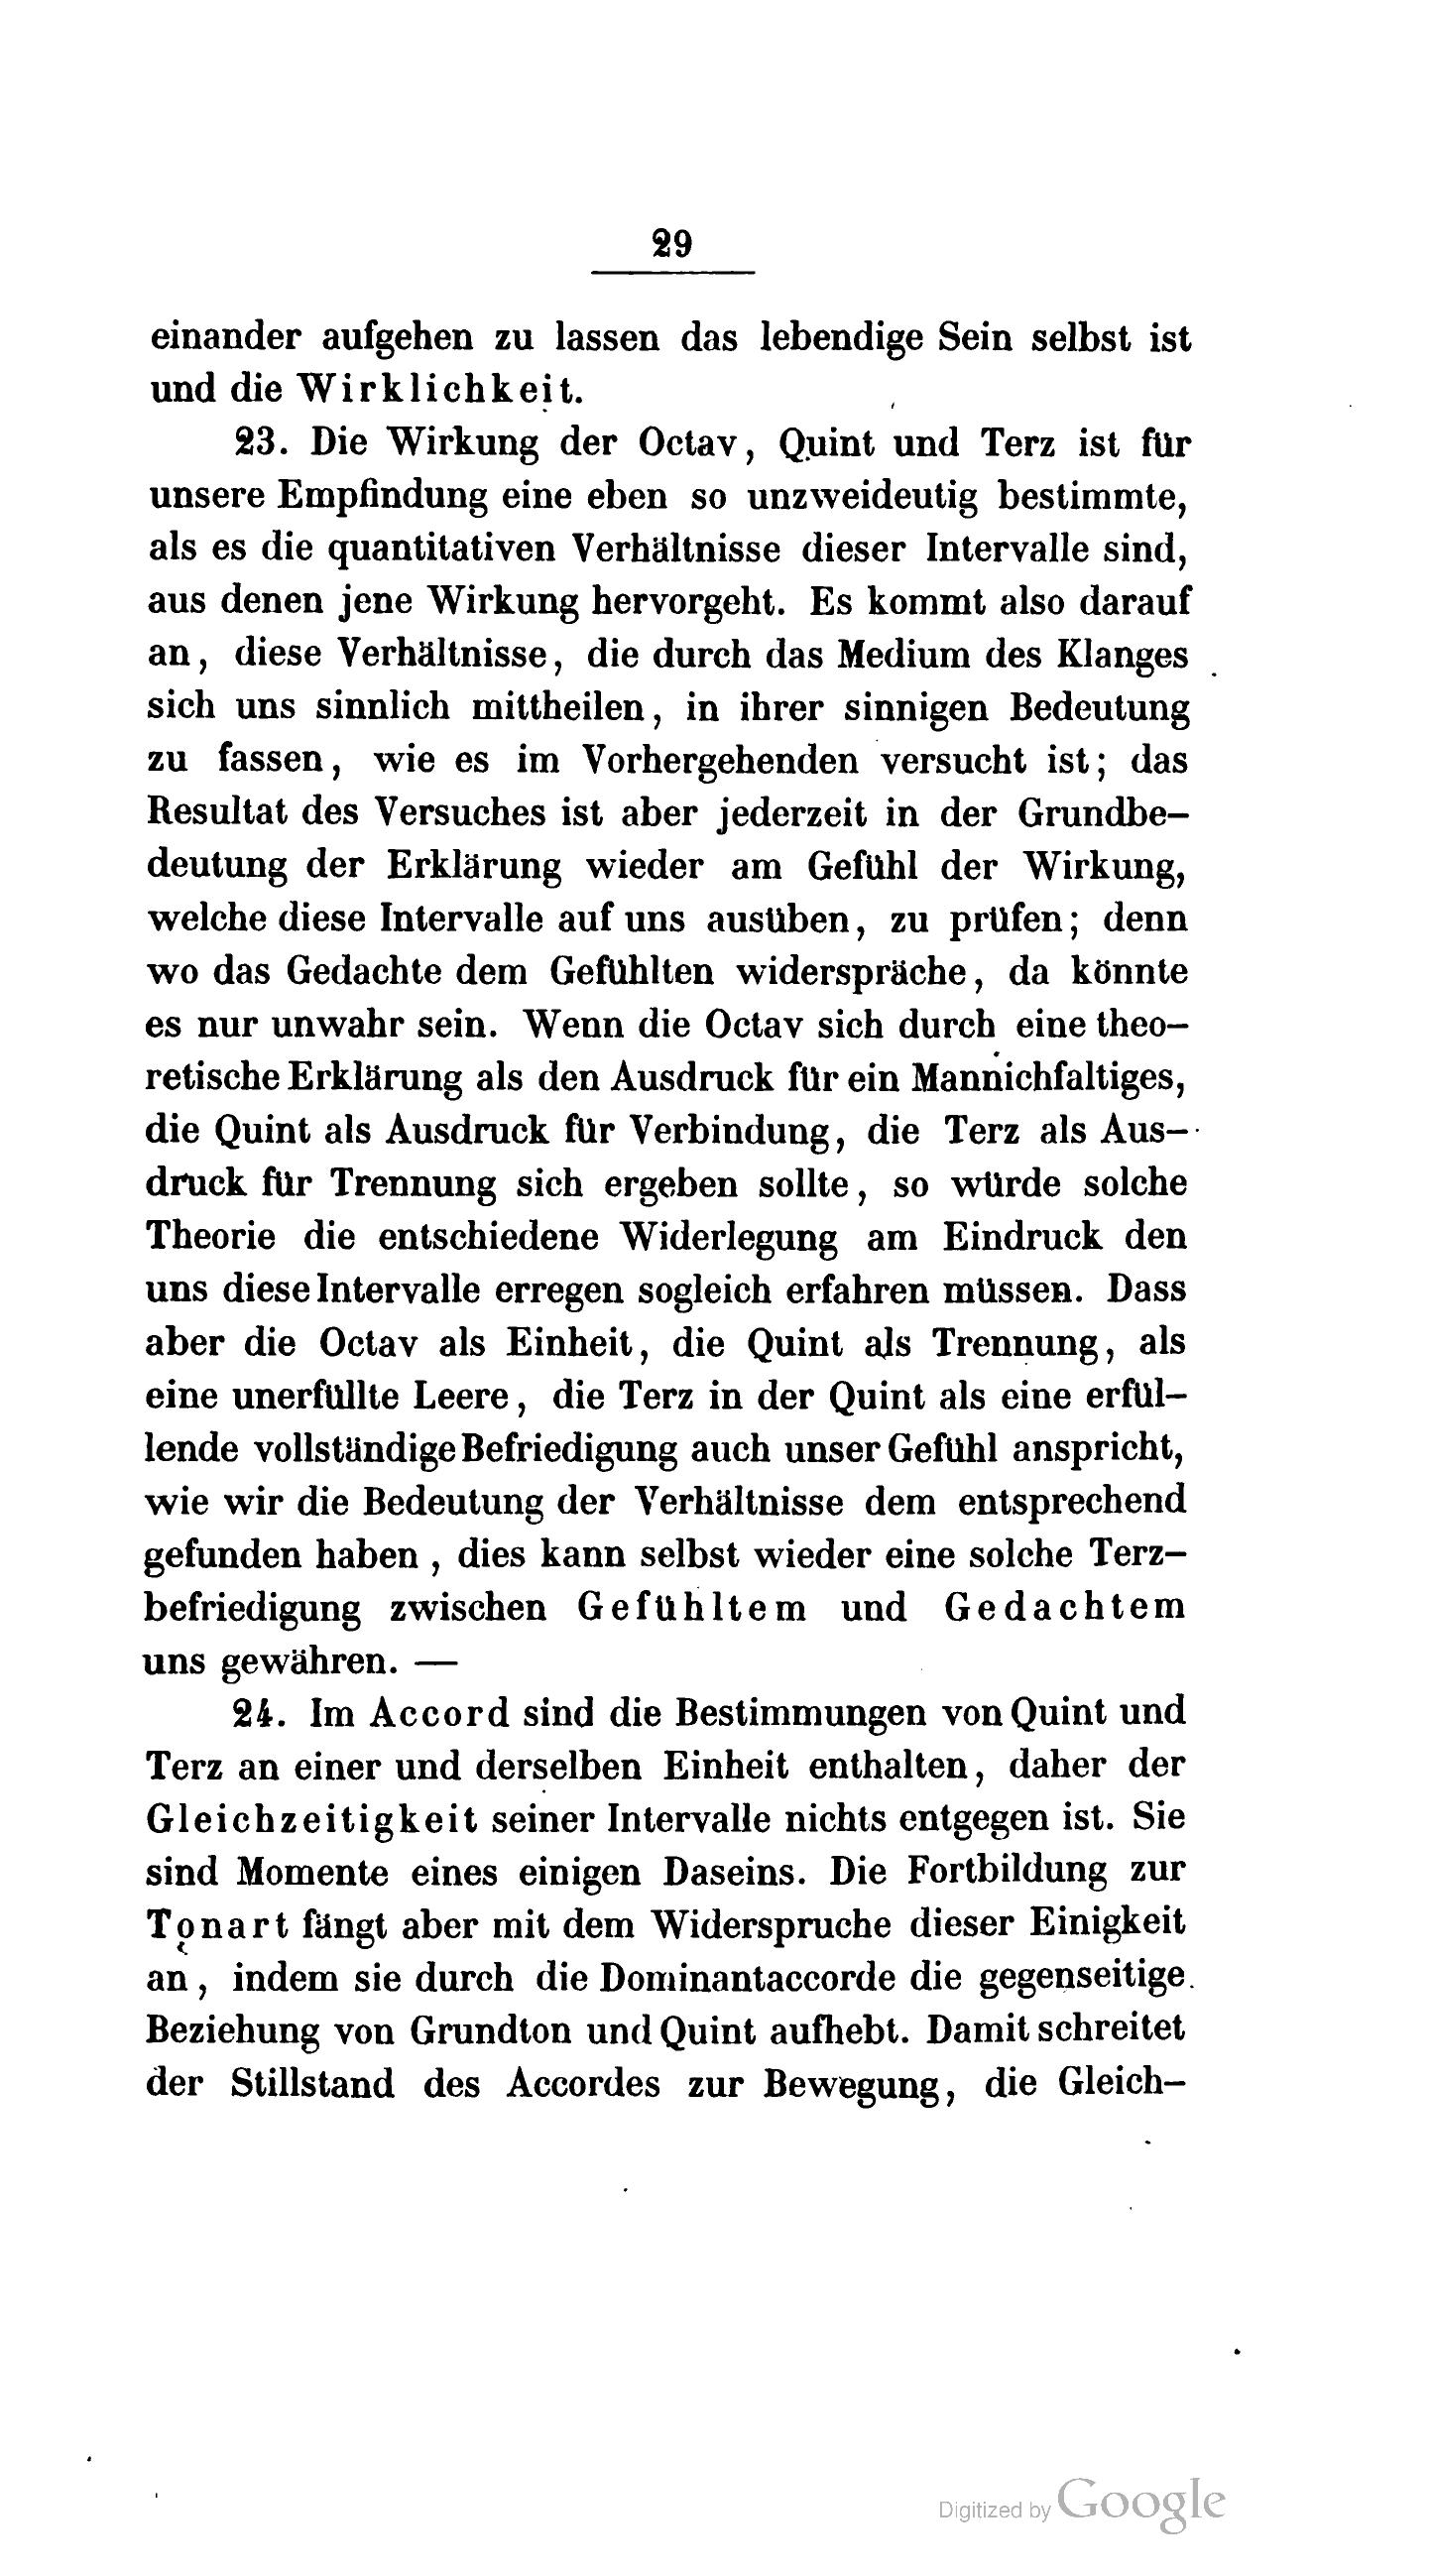 29
einander aufgehen zu lassen das lebendige Sein selbst ist
und die Wirklichkeit.
23. Die Wirkung der Octav, Quint und Terz ist für
unsere Empfindung eine eben so unzweideutig bestimmte,
als es die quantitativen Verhältnisse dieser Intervalle sind,
aus denen jene Wirkung hervorgeht. Es kommt also darauf
an, diese Verhältnisse, die durch das Medium des Klanges
sich uns sinnlich mittheilen, in ihrer sinnigen Bedeutung
zu fassen, wie es im Vorhergehenden versucht ist; das
Resultat des Versuches ist aber jederzeit in der Grundbe-
deutung der Erklärung wieder am Gefühl der Wirkung,
welche diese Intervalle auf uns ausüben, zu prüfen; denn
wo das Gedachte dem Gefühlten widerspräche, da könnte
es nur unwahr sein. Wenn die Octav sich durch eine theo-
retische Erklärung als den Ausdruck für ein Mannichfaltiges,
die Quint als Ausdruck für Verbindung, die Terz als Aus-
druck für Trennung sich ergeben sollte, so würde solche
Theorie die entschiedene Widerlegung am Eindruck den
uns diese Intervalle erregen sogleich erfahren müssen. Dass
aber die Octav als Einheit, die Quint als Trennung, als
eine unerfüllte Leere, die Terz in der Quint als eine erfül-
lende vollständige Befriedigung auch unser Gefühl anspricht,
wie wir die Bedeutung der Verhältnisse dem entsprechend
gefunden haben, dies kann selbst wieder eine solche Terz-
befriedigung zwischen Gefühltem und Gedachtem
uns gewähren. —
24. Im Accord sind die Bestimmungen von Quint und
Terz an einer und derselben Einheit enthalten, daher der
Gleichzeitigkeit seiner Intervalle nichts entgegen ist. Sie
sind Momente eines einigen Daseins. Die Fortbildung zur
Tonart fängt aber mit dem Widerspruche dieser Einigkeit
an, indem sie durch die Dominantaccorde die gegenseitige
Beziehung von Grundton und Quint aufhebt. Damit schreitet
der Stillstand des Accordes zur Bewegung, die Gleich-
Digitized by Google